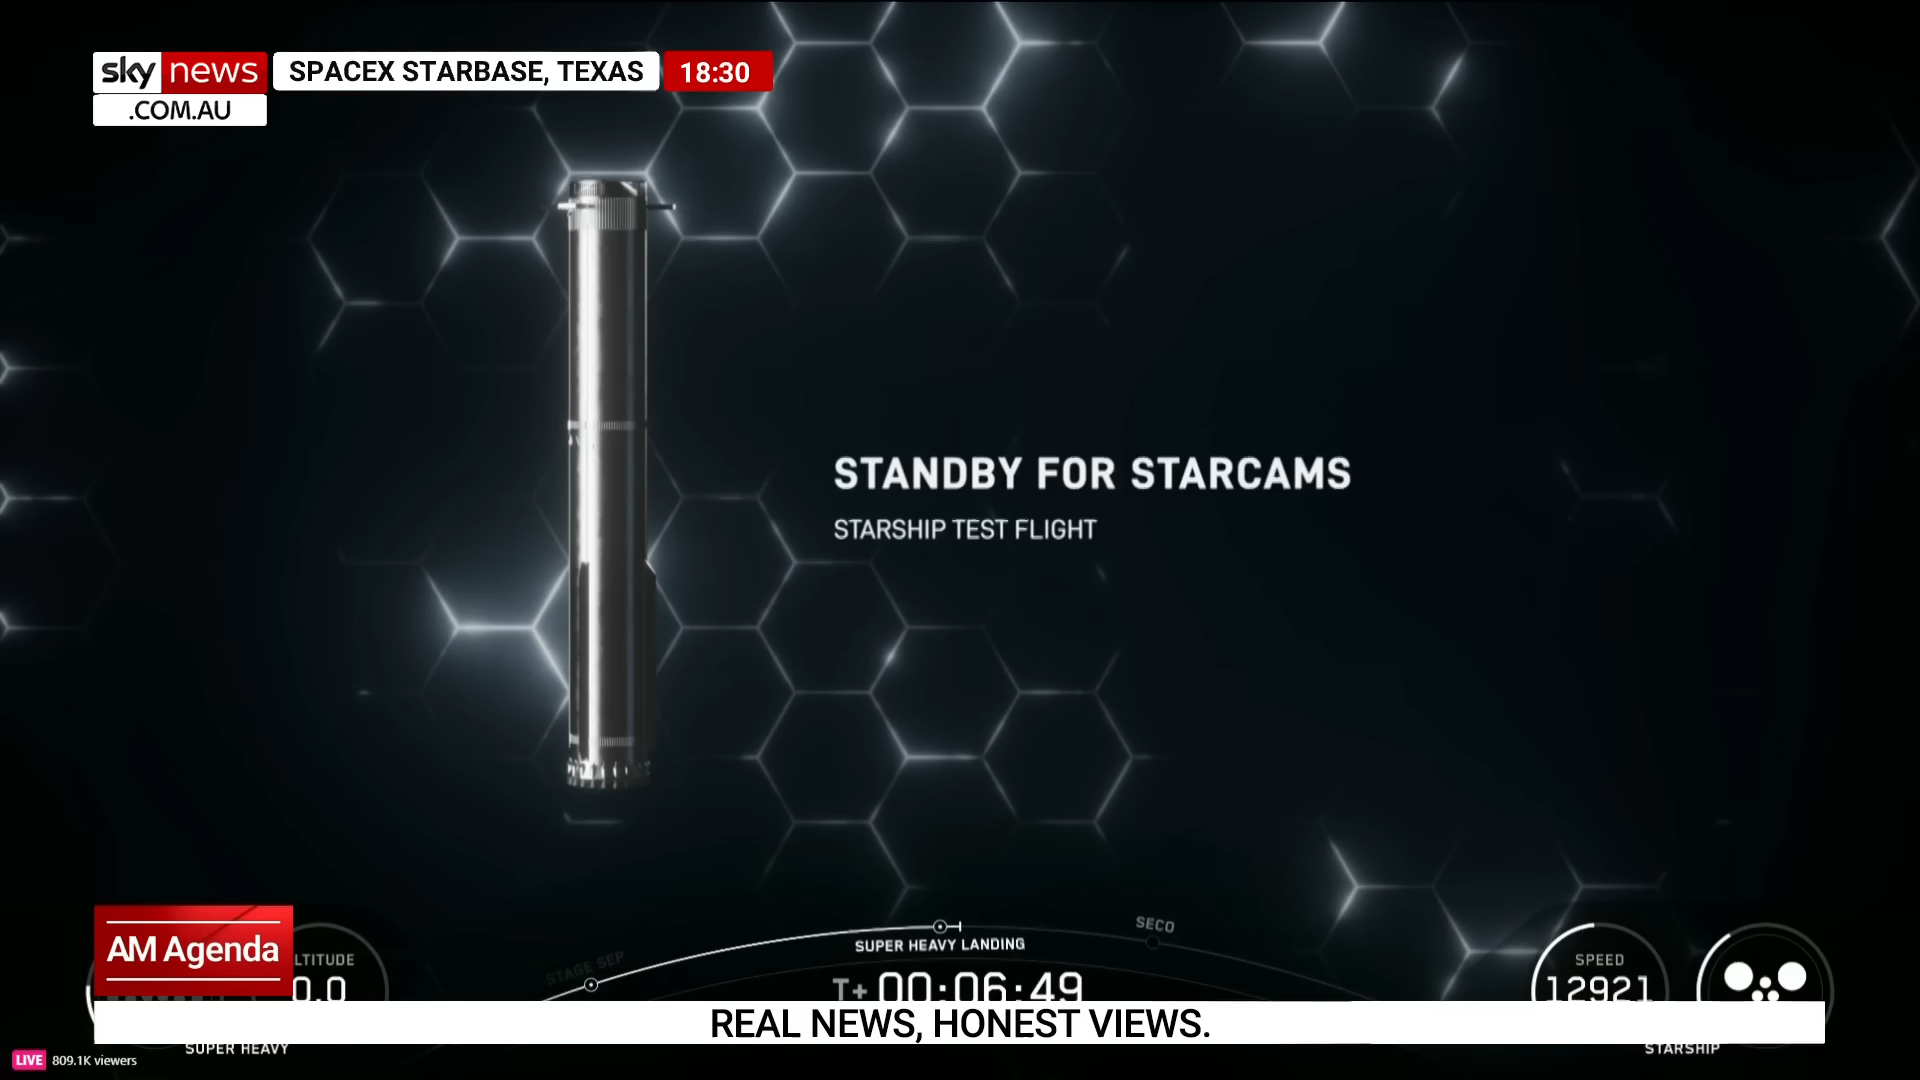 sky news
.COM.AU
SPACEX STARBASE, TEXAS
18:30
STANDBY FOR STARCAMS
STARSHIP TEST FLIGHT
AM Agenda
LTITUDE
0.0
STAGE SEP
SUPER HEAVY LANDING
SECO
T+ 00:06:49
SPEED
12921
REAL NEWS, HONEST VIEWS.
SUPER HEAVY
STARSHIP
LIVE 809.1K viewers